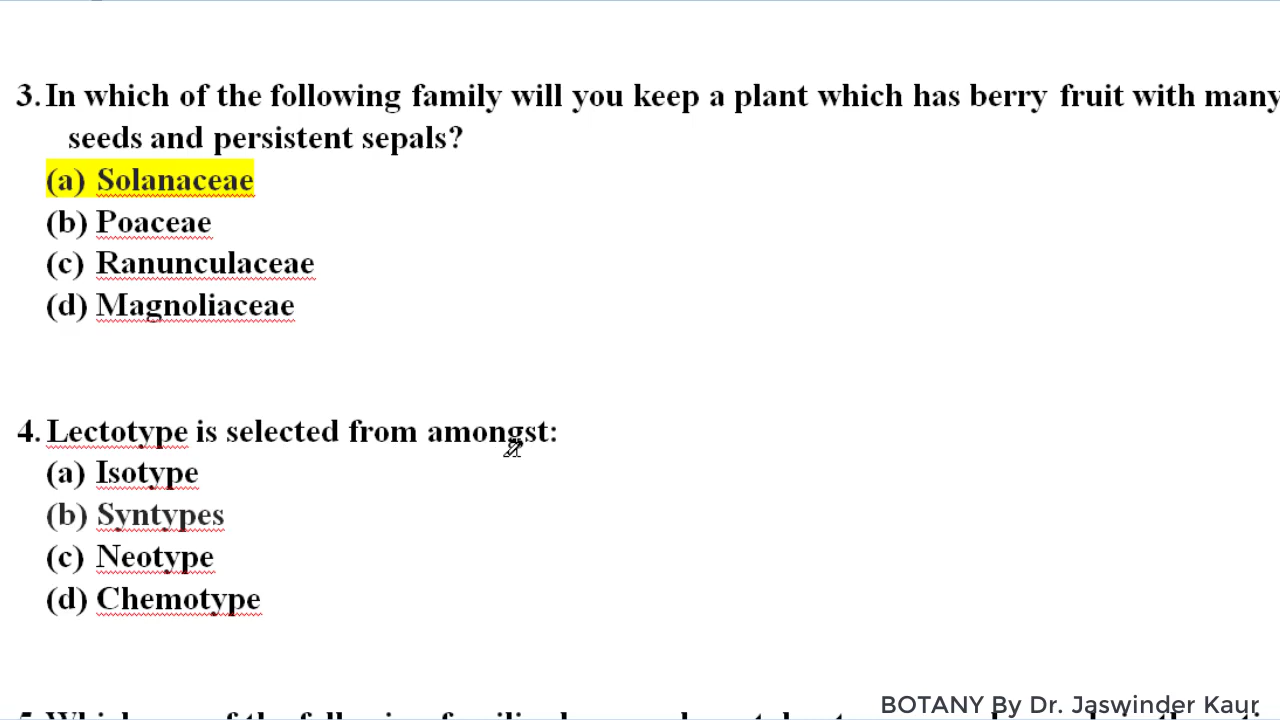 3. In which of the following family will you keep a plant which has berry fruit with many
seeds and persistent sepals?
(a) Solanaceae
(b) Poaceae
(c) Ranunculaceae
(d) Magnoliaceae
4. Lectotype is selected from amongst:
(a) Isotype
(b) Syntypes
(c) Neotype
(d) Chemotype
BOTANY By Dr. Jaswinder Kaur